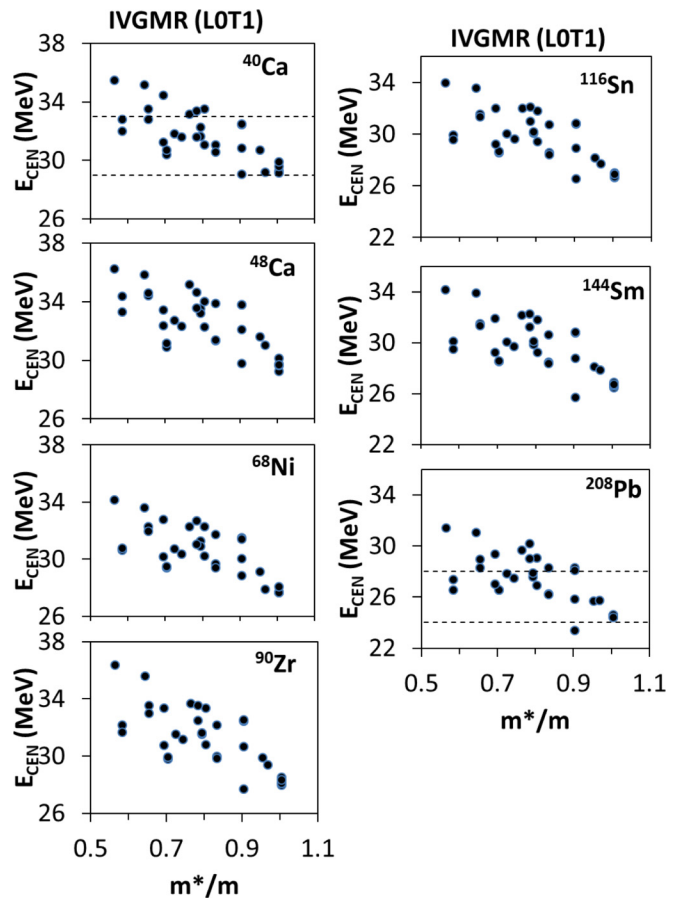 IVGMR (L0T1)
⁴⁰Ca
E_CEN (MeV)
38
34
30
26
⁴⁸Ca
E_CEN (MeV)
38
34
30
26
⁶⁸Ni
E_CEN (MeV)
38
34
30
26
⁹⁰Zr
E_CEN (MeV)
38
34
30
26
0.5 0.7 0.9 1.1
m*/m
IVGMR (L0T1)
¹¹⁶Sn
E_CEN (MeV)
34
30
26
22
¹⁴⁴Sm
E_CEN (MeV)
34
30
26
22
²⁰⁸Pb
E_CEN (MeV)
34
30
26
22
0.5 0.7 0.9 1.1
m*/m